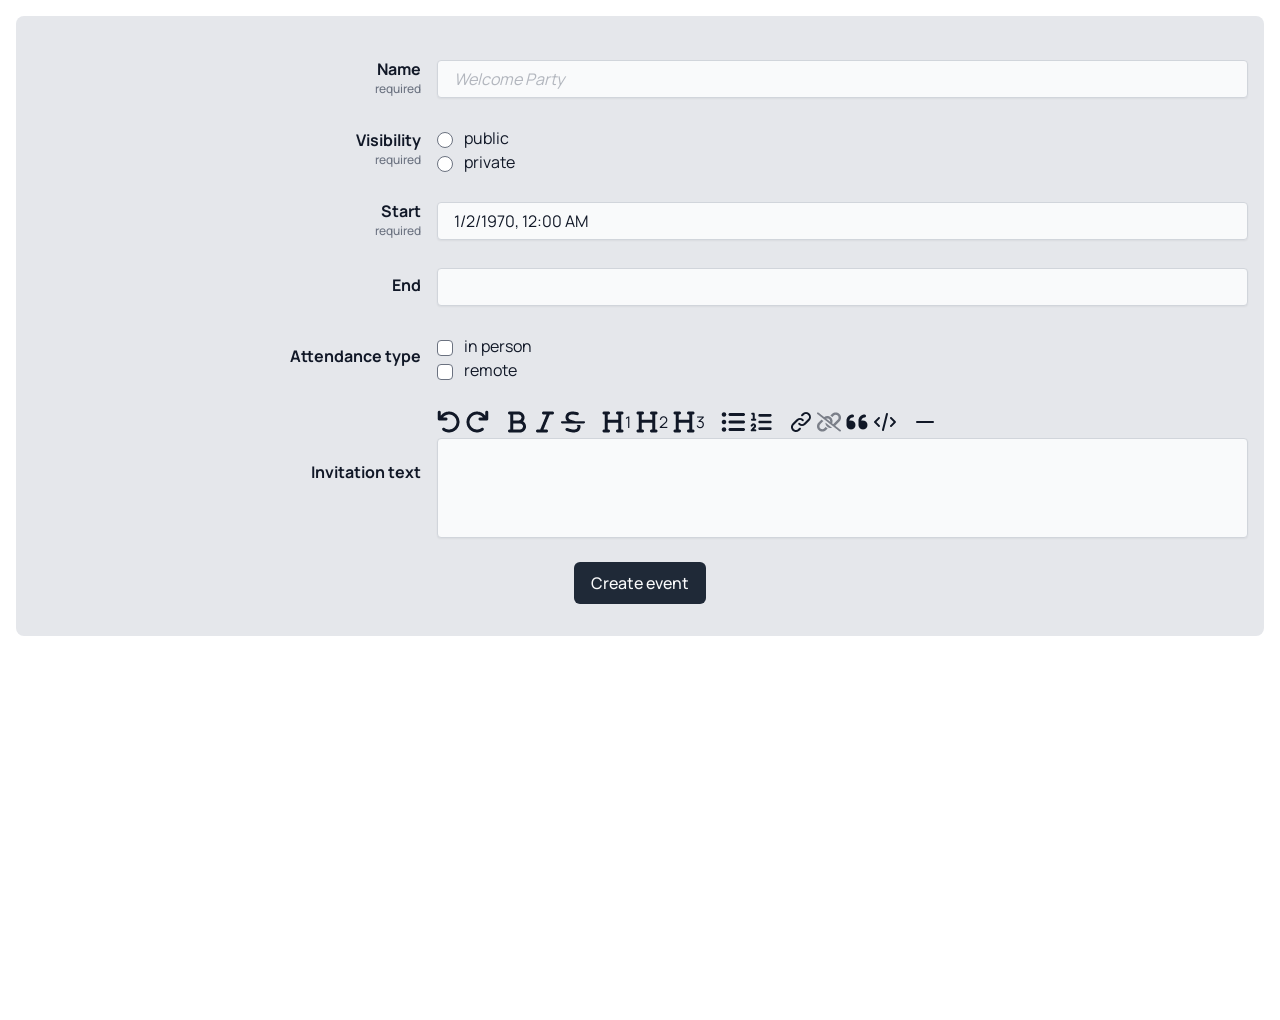 Name
required
Welcome Party
Visibility
required
public
private
Start
required
1/2/1970, 12:00 AM
End
Attendance type
in person
remote
H1 H2 H3
Invitation text
Create event